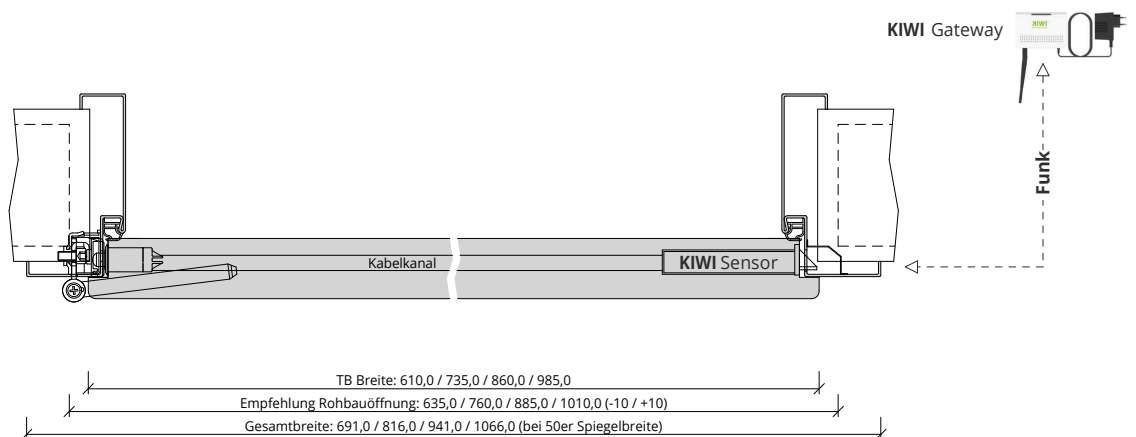 KIWI Gateway
KIWI
Funk
Kabelkanal
KIWI Sensor
TB Breite: 610,0 / 735,0 / 860,0 / 985,0
Empfehlung Rohbauöffnung: 635,0 / 760,0 / 885,0 / 1010,0 (-10 / +10)
Gesamtbreite: 691,0 / 816,0 / 941,0 / 1066,0 (bei 50er Spiegelbreite)